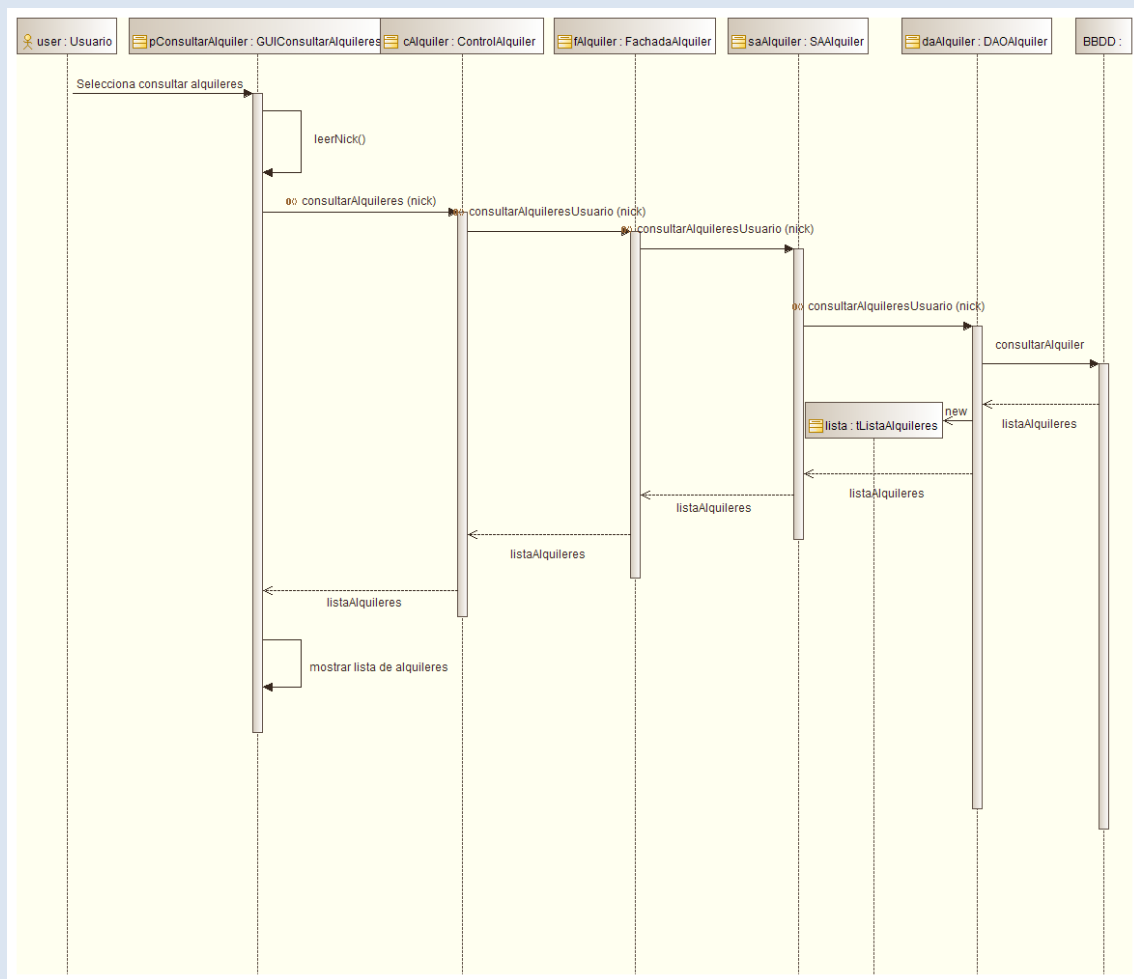 user : Usuario
pConsultarAlquiler : GUIConsultarAlquileres
cAlquiler : ControlAlquiler
fAlquiler : FachadaAlquiler
saAlquiler : SAAlquiler
daAlquiler : DAOAlquiler
BBDD :
Selecciona consultar alquileres
leerNick()
consultarAlquileres (nick)
consultarAlquileresUsuario (nick)
consultarAlquileresUsuario (nick)
consultarAlquileresUsuario (nick)
consultarAlquiler
new
lista : tListaAlquileres
listaAlquileres
listaAlquileres
listaAlquileres
listaAlquileres
listaAlquileres
mostrar lista de alquileres